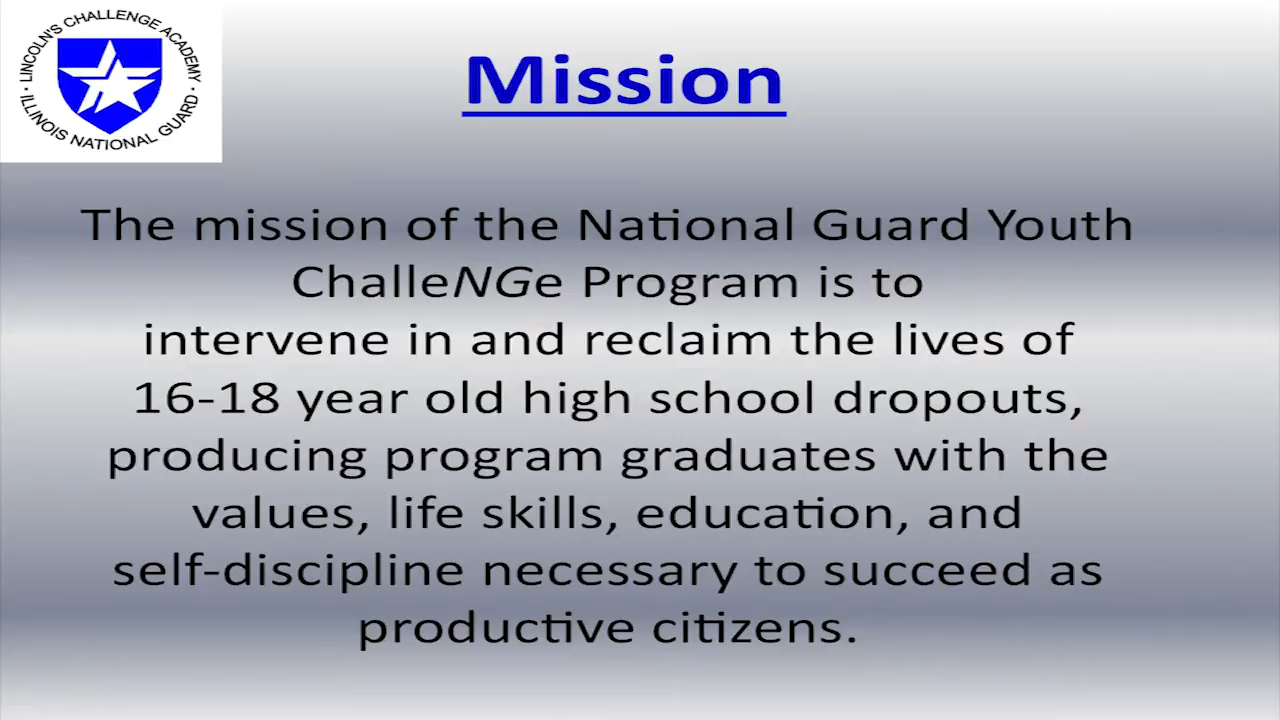 LINCOLN'S CHALLENGE ACADEMY
ILLINOIS NATIONAL GUARD
Mission
The mission of the National Guard Youth
ChalleNGe Program is to
intervene in and reclaim the lives of
16-18 year old high school dropouts,
producing program graduates with the
values, life skills, education, and
self-discipline necessary to succeed as
productive citizens.